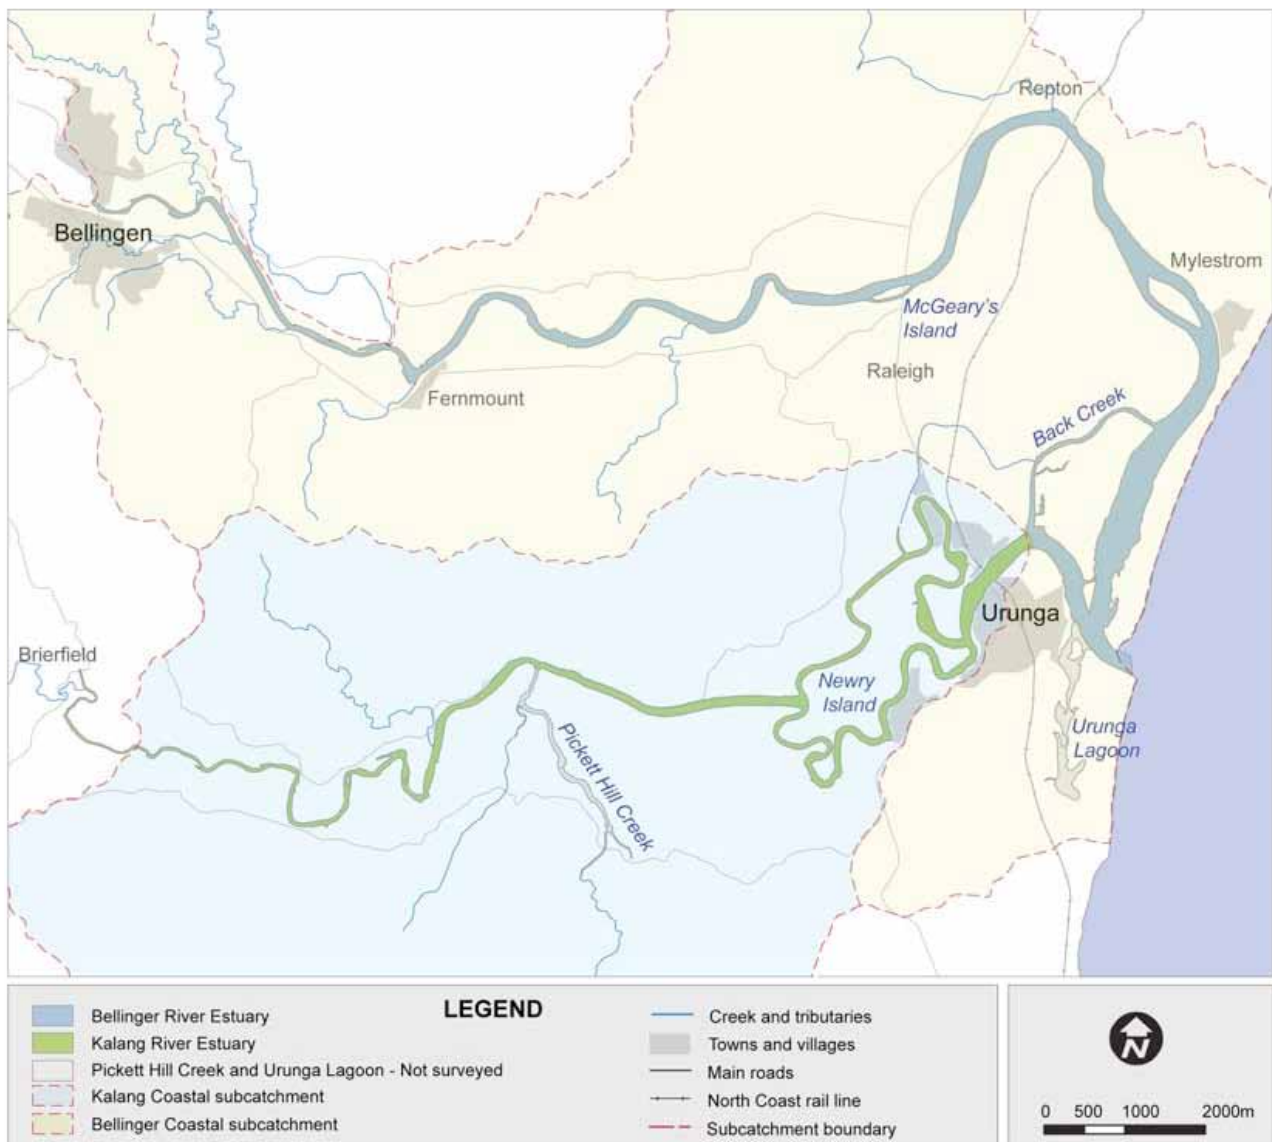 Repton
Bellingen
Mylestrom
McGeary's
Island
Raleigh
Fernmount
Back Creek
Urunga
Brierfield
Newry
Island
Urunga
Lagoon
Pickett Hill Creek
LEGEND
Bellinger River Estuary
Kalang River Estuary
Pickett Hill Creek and Urunga Lagoon - Not surveyed
Kalang Coastal subcatchment
Bellinger Coastal subcatchment
Creek and tributaries
Towns and villages
Main roads
North Coast rail line
Subcatchment boundary
N
0 500 1000 2000m